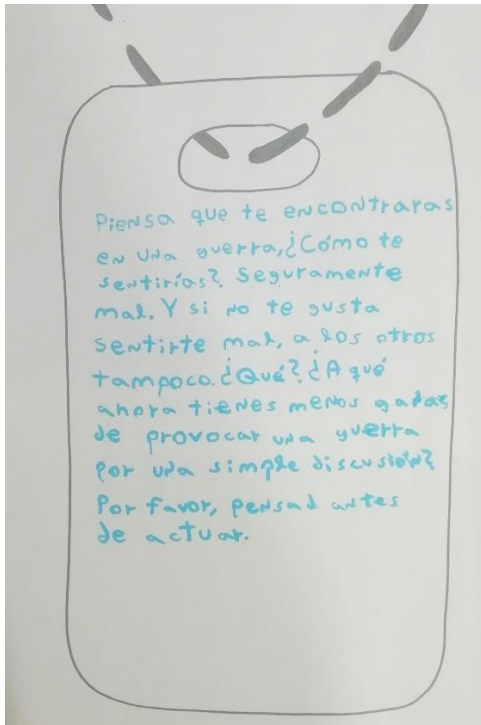 Piensa que te encontraras
en una guerra, ¿Cómo te
sentirías? Seguramente
mal. Y si no te gusta
sentirte mal, a los otros
tampoco. ¿Qué? ¿A qué
ahora tienes menos gadas
de provocar una guerra
por una simple discusión?
Por favor, pensad antes
de actuar.